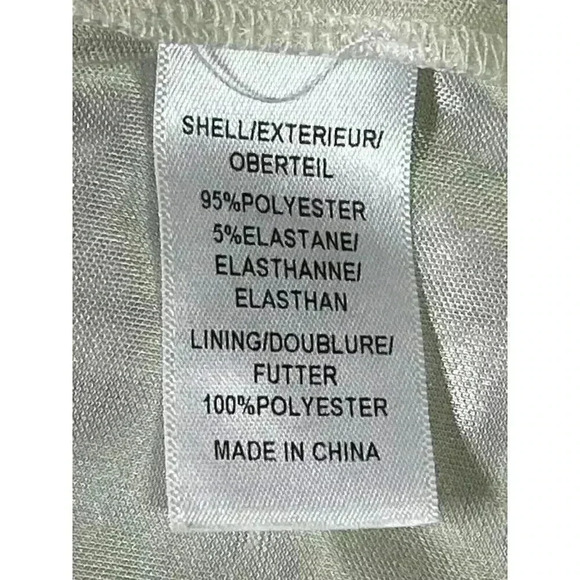 SHELL/EXTERIEUR/
OBERTEIL
95%POLYESTER
5%ELASTANE/
ELASTHANNE/
ELASTHAN
LINING/DOUBLURE/
FUTTER
100%POLYESTER
MADE IN CHINA